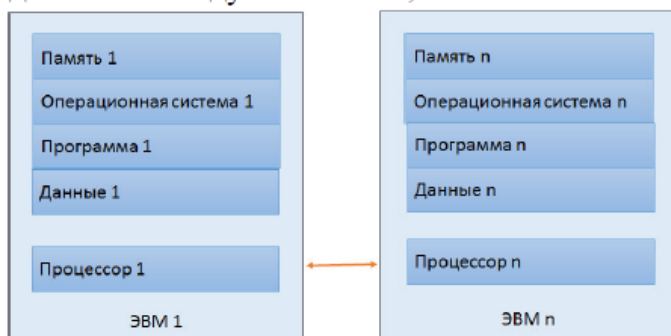 Память 1
Операционная система 1
Программа 1
Данные 1
Процессор 1
ЭВМ 1
Память n
Операционная система n
Программа n
Данные n
Процессор n
ЭВМ n